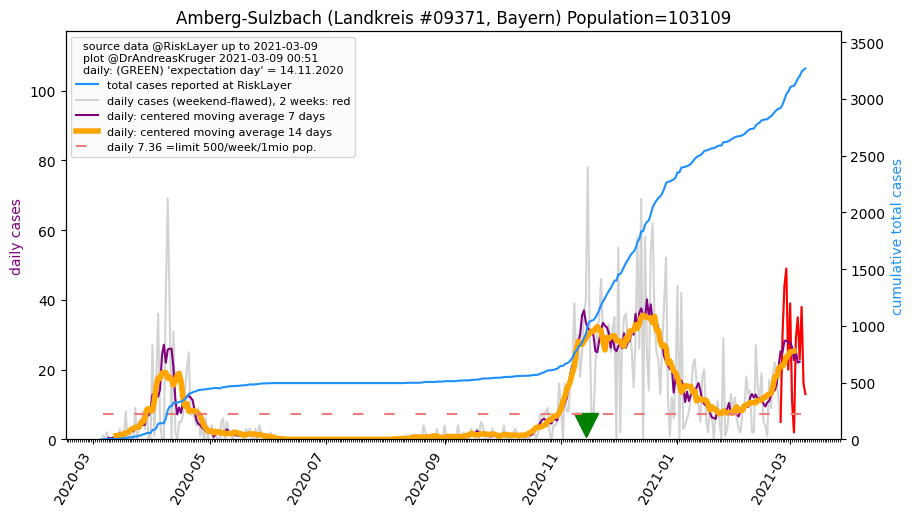 Amberg-Sulzbach (Landkreis #09371, Bayern) Population=103109
source data @RiskLayer up to 2021-03-09
plot @DrAndreasKruger 2021-03-09 00:51
daily: (GREEN) 'expectation day' = 14.11.2020
total cases reported at RiskLayer
daily cases (weekend-flawed), 2 weeks: red
daily: centered moving average 7 days
daily: centered moving average 14 days
daily 7.36 =limit 500/week/1mio pop.
daily cases
100
80
60
40
20
0
cumulative total cases
3500
3000
2500
2000
1500
1000
500
0
2020-03
2020-05
2020-07
2020-09
2020-11
2021-01
2021-03